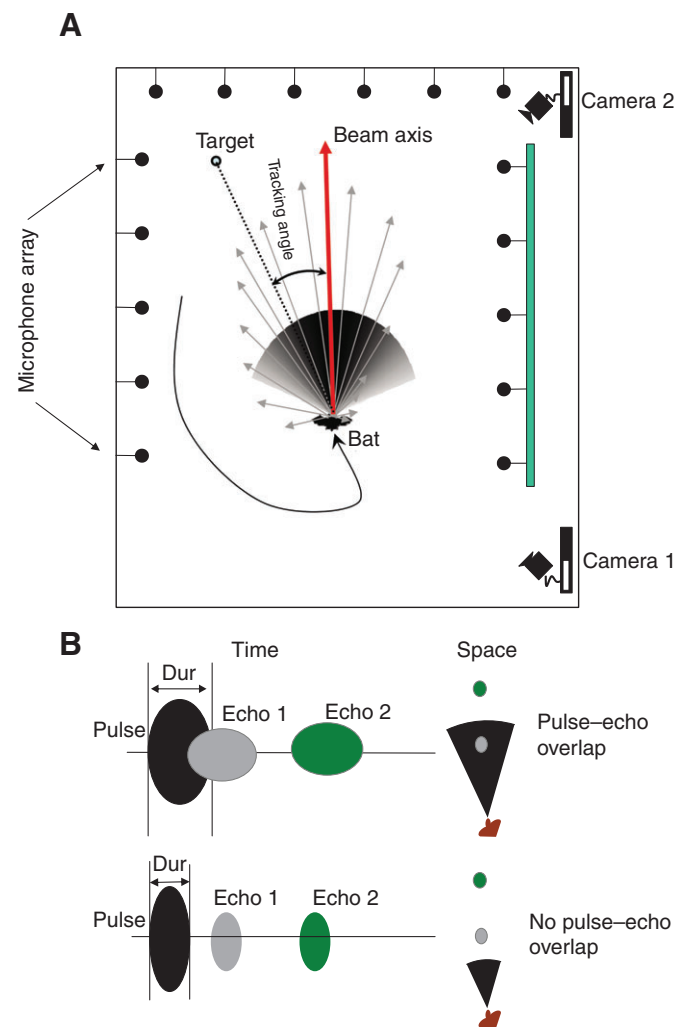 A
Camera 2
Target
Beam axis
Tracking angle
Microphone array
Bat
Camera 1
B
Time
Space
Dur
Pulse
Echo 1
Echo 2
Pulse–echo
overlap
Dur
Pulse
Echo 1
Echo 2
No pulse–echo
overlap